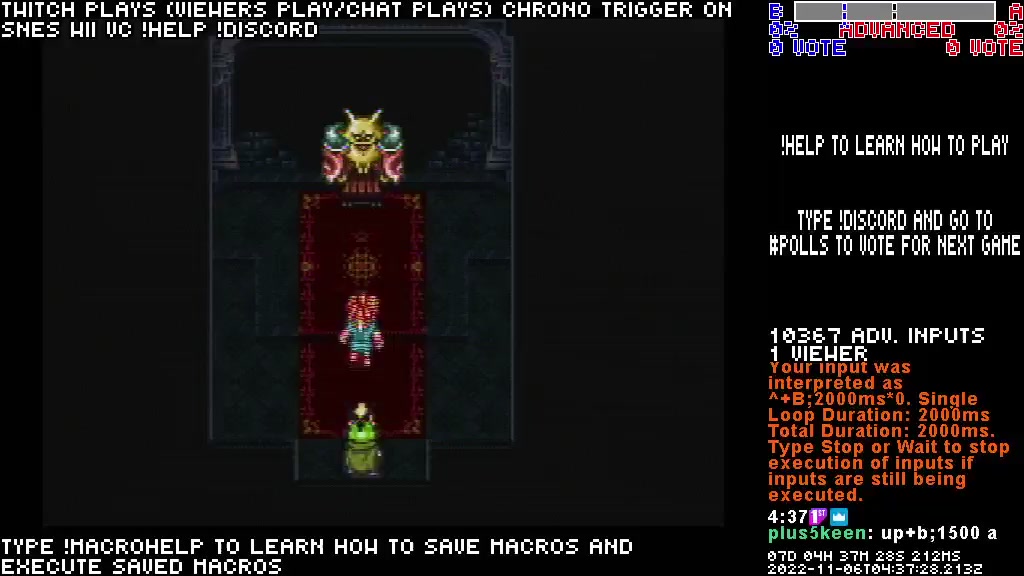 TWITCH PLAYS (VIEWERS PLAY/CHAT PLAYS) CHRONO TRIGGER ON
SNES WII VC !HELP !DISCORD
B A
0% ADVANCED 0%
0 VOTE 0 VOTE
!HELP TO LEARN HOW TO PLAY
TYPE !DISCORD AND GO TO
#POLLS TO VOTE FOR NEXT GAME
10367 ADV. INPUTS
1 VIEWER
Your input was
interpreted as
^+B;2000ms*0. Single
Loop Duration: 2000ms
Total Duration: 2000ms.
Type Stop or Wait to stop
execution of inputs if
inputs are still being
executed.
4:37 1ST
plus5keen: up+b;1500 a
07D 04H 37M 28S 212MS
2022-11-06T04:37:28.213Z
TYPE !MACROHELP TO LEARN HOW TO SAVE MACROS AND
EXECUTE SAVED MACROS